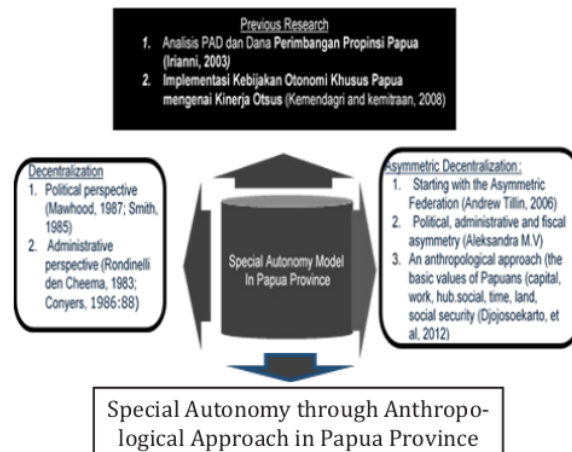 Previous Research
1. Analisis PAD dan Dana Perimbangan Propinsi Papua
(Irianni, 2003)
2. Implementasi Kebijakan Otonomi Khusus Papua
mengenai Kinerja Otsus (Kemendagri and kemitraan, 2008)
Decentralization
1. Political perspective
(Mawhood, 1987; Smith,
1985)
2. Administrative
perspective (Rondinelli
den Cheema, 1983;
Conyers, 1986:88)
Special Autonomy Model
In Papua Province
Asymmetric Decentralization :
1. Starting with the Asymmetric
Federation (Andrew Tillin, 2006)
2. Political, administrative and fiscal
asymmetry (Aleksandra M.V)
3. An anthropological approach (the
basic values of Papuans (capital,
work, hub.social, time, land,
social security (Djojosoekarto, et
al, 2012)
Special Autonomy through Anthropo-
logical Approach in Papua Province